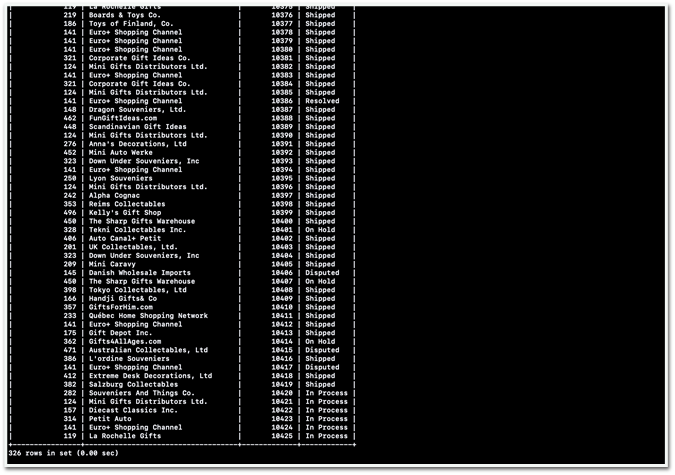 | 119 | La Rochelle Gifts | 10375 | Shipped |
| 219 | Boards & Toys Co. | 10376 | Shipped |
| 186 | Toys of Finland, Co. | 10377 | Shipped |
| 141 | Euro+ Shopping Channel | 10378 | Shipped |
| 141 | Euro+ Shopping Channel | 10379 | Shipped |
| 141 | Euro+ Shopping Channel | 10380 | Shipped |
| 321 | Corporate Gift Ideas Co. | 10381 | Shipped |
| 124 | Mini Gifts Distributors Ltd. | 10382 | Shipped |
| 141 | Euro+ Shopping Channel | 10383 | Shipped |
| 321 | Corporate Gift Ideas Co. | 10384 | Shipped |
| 124 | Mini Gifts Distributors Ltd. | 10385 | Shipped |
| 141 | Euro+ Shopping Channel | 10386 | Resolved |
| 148 | Dragon Souveniers, Ltd. | 10387 | Shipped |
| 462 | FunGiftIdeas.com | 10388 | Shipped |
| 448 | Scandinavian Gift Ideas | 10389 | Shipped |
| 124 | Mini Gifts Distributors Ltd. | 10390 | Shipped |
| 276 | Anna's Decorations, Ltd | 10391 | Shipped |
| 452 | Mini Auto Werke | 10392 | Shipped |
| 323 | Down Under Souveniers, Inc | 10393 | Shipped |
| 141 | Euro+ Shopping Channel | 10394 | Shipped |
| 250 | Lyon Souveniers | 10395 | Shipped |
| 124 | Mini Gifts Distributors Ltd. | 10396 | Shipped |
| 242 | Alpha Cognac | 10397 | Shipped |
| 353 | Reims Collectables | 10398 | Shipped |
| 496 | Kelly's Gift Shop | 10399 | Shipped |
| 450 | The Sharp Gifts Warehouse | 10400 | Shipped |
| 328 | Tekni Collectables Inc. | 10401 | On Hold |
| 406 | Auto Canal+ Petit | 10402 | Shipped |
| 201 | UK Collectables, Ltd. | 10403 | Shipped |
| 323 | Down Under Souveniers, Inc | 10404 | Shipped |
| 209 | Mini Caravy | 10405 | Shipped |
| 145 | Danish Wholesale Imports | 10406 | Disputed |
| 450 | The Sharp Gifts Warehouse | 10407 | On Hold |
| 398 | Tokyo Collectables, Ltd | 10408 | Shipped |
| 166 | Handji Gifts& Co | 10409 | Shipped |
| 357 | GiftsForHim.com | 10410 | Shipped |
| 233 | Québec Home Shopping Network | 10411 | Shipped |
| 141 | Euro+ Shopping Channel | 10412 | Shipped |
| 175 | Gift Depot Inc. | 10413 | Shipped |
| 362 | Gifts4AllAges.com | 10414 | On Hold |
| 471 | Australian Collectables, Ltd | 10415 | Disputed |
| 386 | L'ordine Souveniers | 10416 | Shipped |
| 141 | Euro+ Shopping Channel | 10417 | Disputed |
| 412 | Extreme Desk Decorations, Ltd | 10418 | Shipped |
| 382 | Salzburg Collectables | 10419 | Shipped |
| 282 | Souveniers And Things Co. | 10420 | In Process |
| 124 | Mini Gifts Distributors Ltd. | 10421 | In Process |
| 157 | Diecast Classics Inc. | 10422 | In Process |
| 314 | Petit Auto | 10423 | In Process |
| 141 | Euro+ Shopping Channel | 10424 | In Process |
| 119 | La Rochelle Gifts | 10425 | In Process |
326 rows in set (0.00 sec)